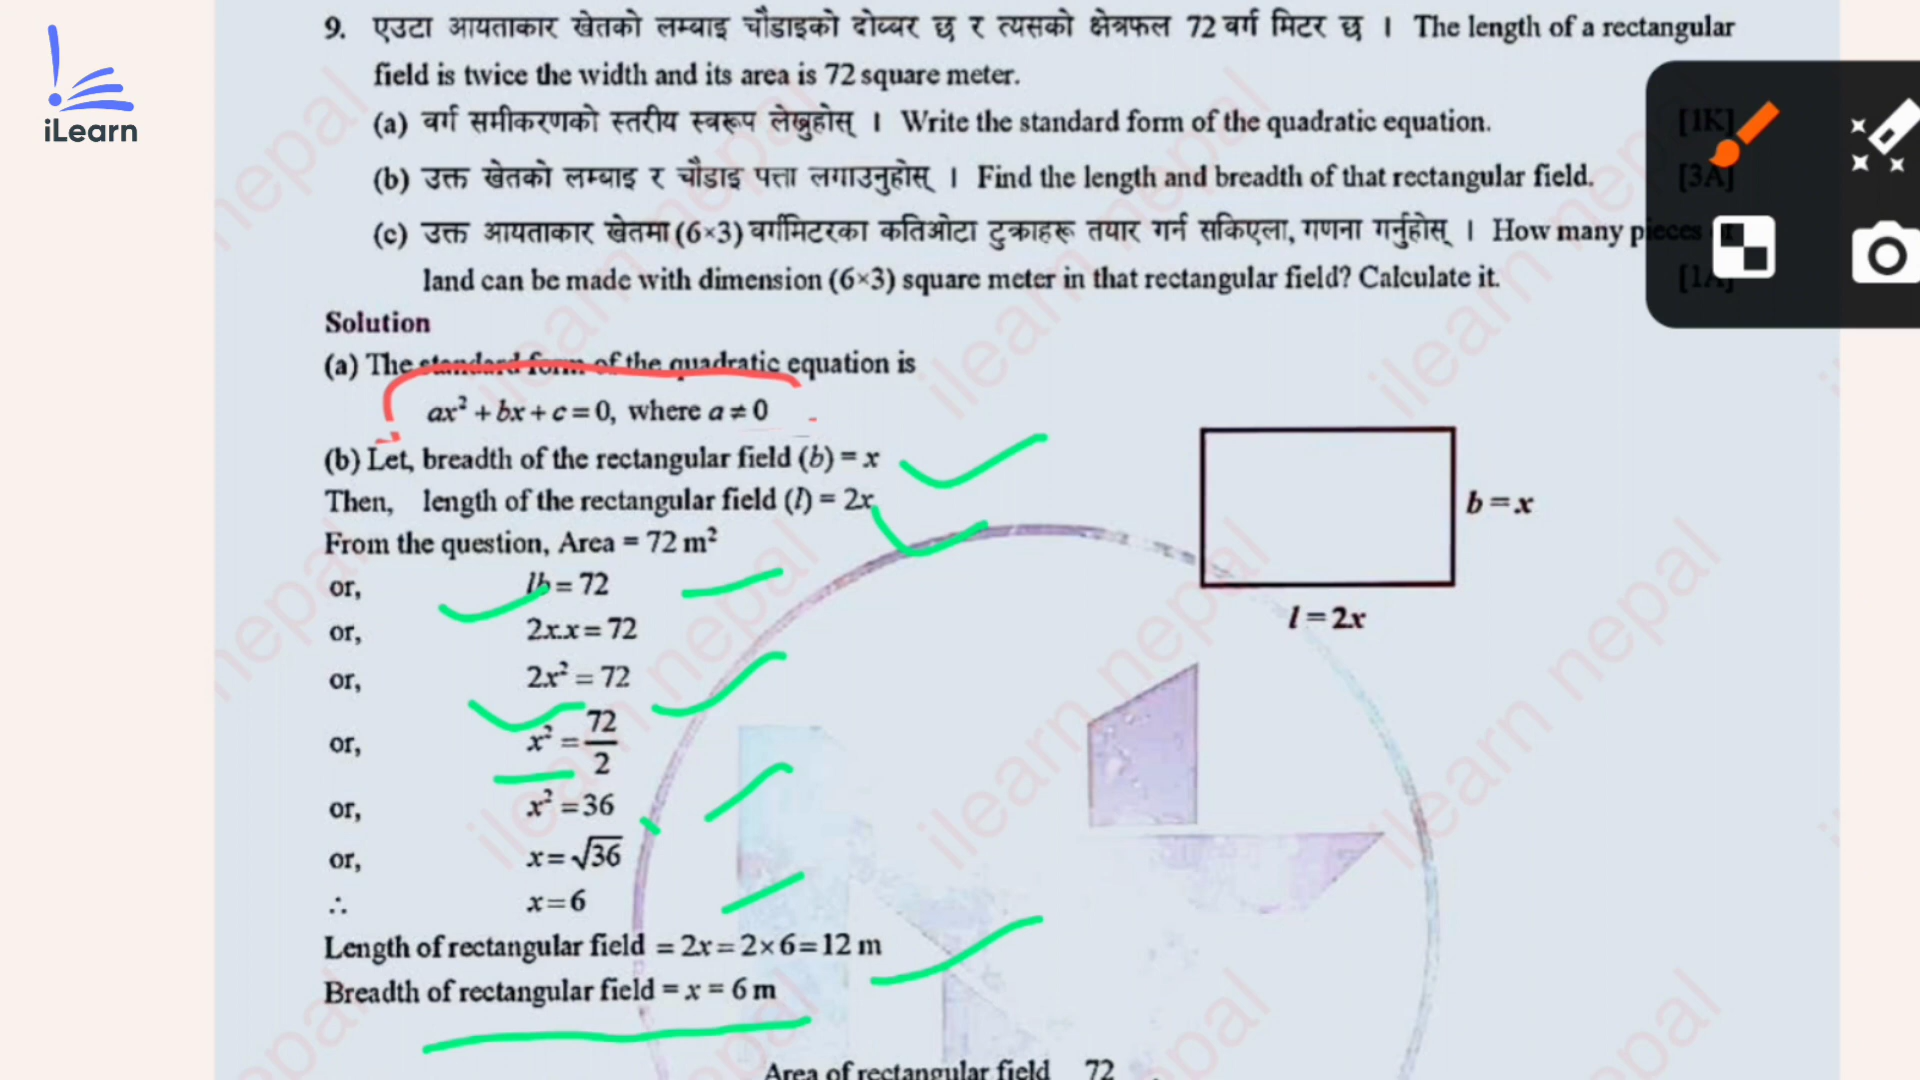 iLearn
9. एउटा आयताकार खेतको लम्बाइ चौडाइको दोब्बर छ र त्यसको क्षेत्रफल 72 वर्ग मिटर छ । The length of a rectangular
field is twice the width and its area is 72 square meter.
(a) वर्ग समीकरणको स्तरीय स्वरूप लेख्नुहोस् । Write the standard form of the quadratic equation. [1K]
(b) उक्त खेतको लम्बाइ र चौडाइ पत्ता लगाउनुहोस् । Find the length and breadth of that rectangular field. [3A]
(c) उक्त आयताकार खेतमा (6×3) वर्गमिटरका कतिओटा टुक्राहरू तयार गर्न सकिएला, गणना गर्नुहोस् । How many pieces
land can be made with dimension (6×3) square meter in that rectangular field? Calculate it. [1A]
Solution
(a) The standard form of the quadratic equation is
ax² + bx + c = 0, where a ≠ 0
(b) Let, breadth of the rectangular field (b) = x
Then, length of the rectangular field (l) = 2x
From the question, Area = 72 m²
or, lb = 72
or, 2x.x = 72
or, 2x² = 72
or, x² = 72/2
or, x² = 36
or, x = √36
∴ x = 6
Length of rectangular field = 2x = 2×6 = 12 m
Breadth of rectangular field = x = 6 m
Area of rectangular field 72
b = x
l = 2x
ilearn nepal